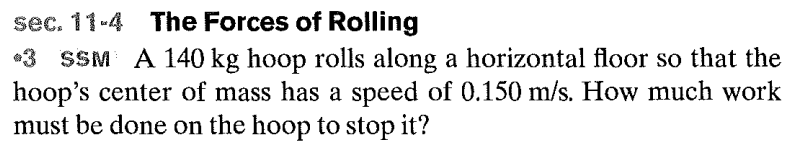 sec. 11-4 The Forces of Rolling
•3 SSM A 140 kg hoop rolls along a horizontal floor so that the
hoop's center of mass has a speed of 0.150 m/s. How much work
must be done on the hoop to stop it?